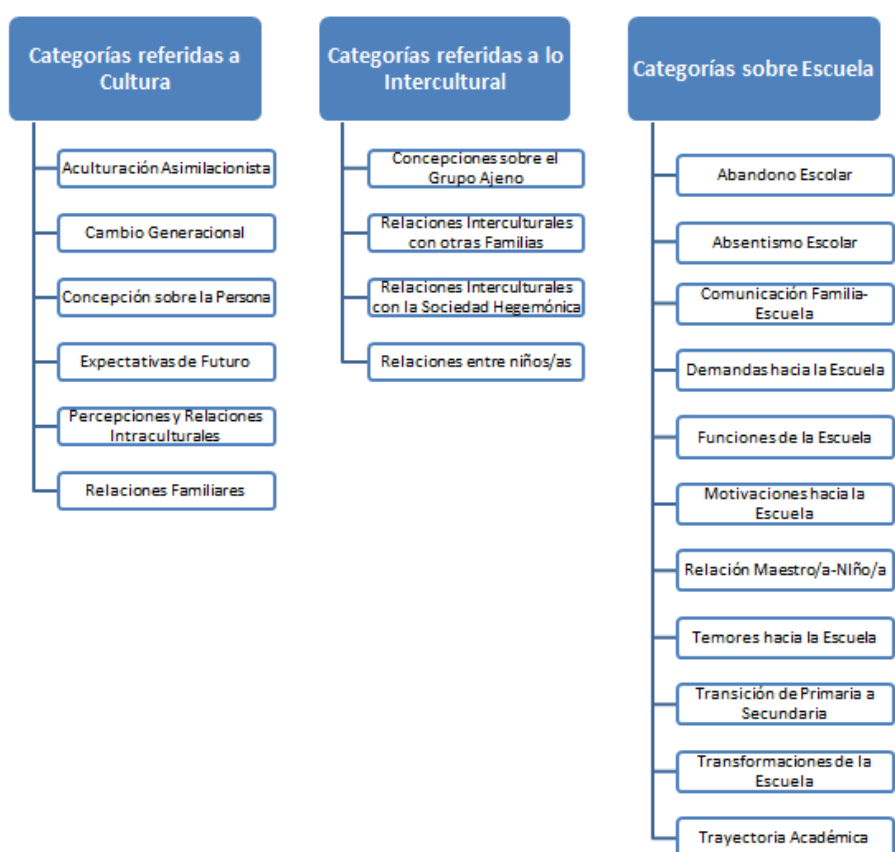 Categorías referidas a
Cultura
Aculturación Asimilacionista
Cambio Generacional
Concepción sobre la Persona
Expectativas de Futuro
Percepciones y Relaciones
Intraculturales
Relaciones Familiares
Categorías referidas a lo
Intercultural
Concepciones sobre el
Grupo Ajeno
Relaciones Interculturales
con otras Familias
Relaciones Interculturales
con la Sociedad Hegemónica
Relaciones entre niños/as
Categorías sobre Escuela
Abandono Escolar
Absentismo Escolar
Comunicación Familia-
Escuela
Demandas hacia la Escuela
Funciones de la Escuela
Motivaciones hacia la
Escuela
Relación Maestro/a-NIño/a
Temores hacia la Escuela
Transición de Primaria a
Secundaria
Transformaciones de la
Escuela
Trayectoria Académica